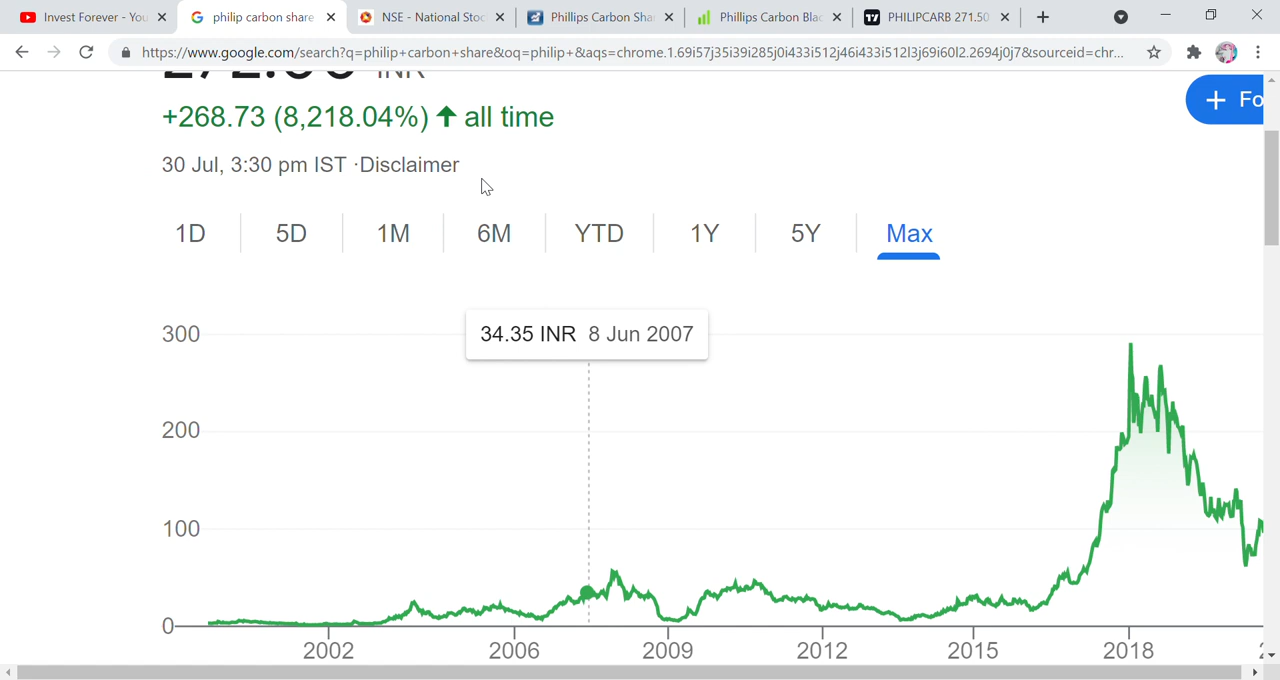 Invest Forever - You
philip carbon share
NSE - National Stoc
Phillips Carbon Sha
Phillips Carbon Blac
PHILIPCARB 271.50
https://www.google.com/search?q=philip+carbon+share&oq=philip+&aqs=chrome.1.69i57j35i39l2j0i433i512j46i433i512l3j69i60l2.2694j0j7&sourceid=chr...
INR
+ Fo
+268.73 (8,218.04%) ↑ all time
30 Jul, 3:30 pm IST ·Disclaimer
1D 5D 1M 6M YTD 1Y 5Y Max
34.35 INR 8 Jun 2007
300
200
100
0
2002 2006 2009 2012 2015 2018